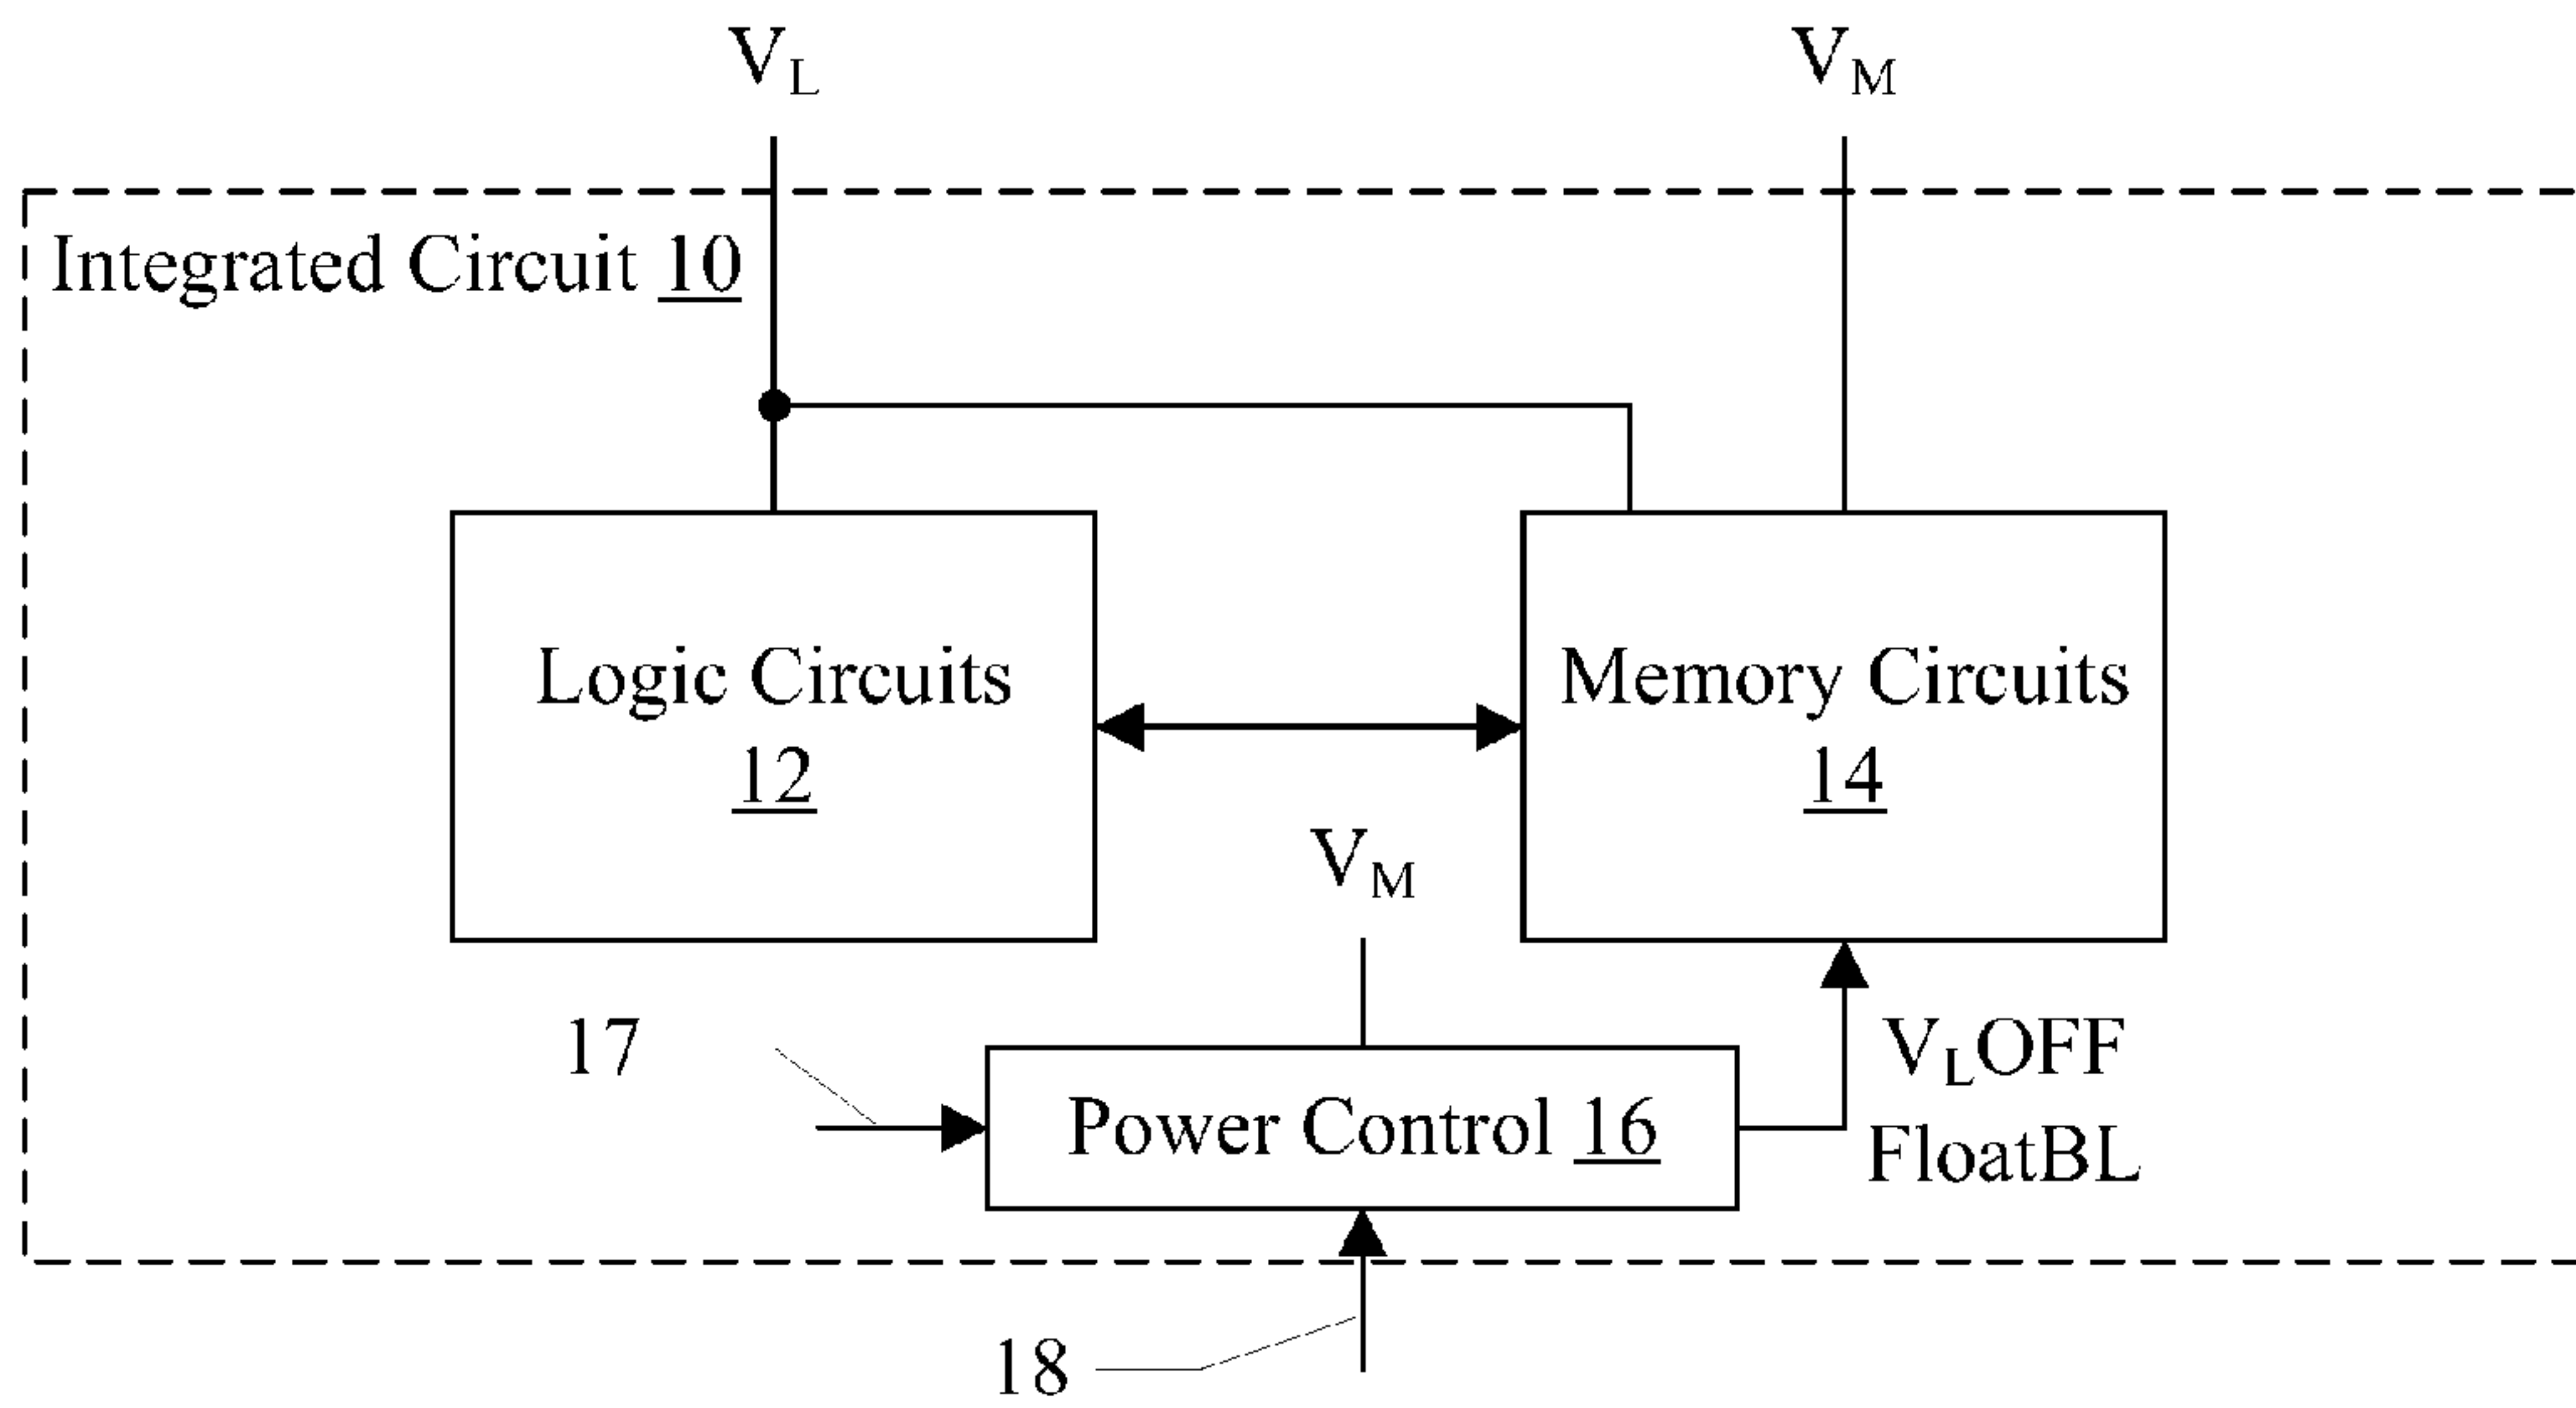 V_L
V_M
Integrated Circuit 10
Logic Circuits
12
Memory Circuits
14
V_M
17
V_LOFF
FloatBL
Power Control 16
18